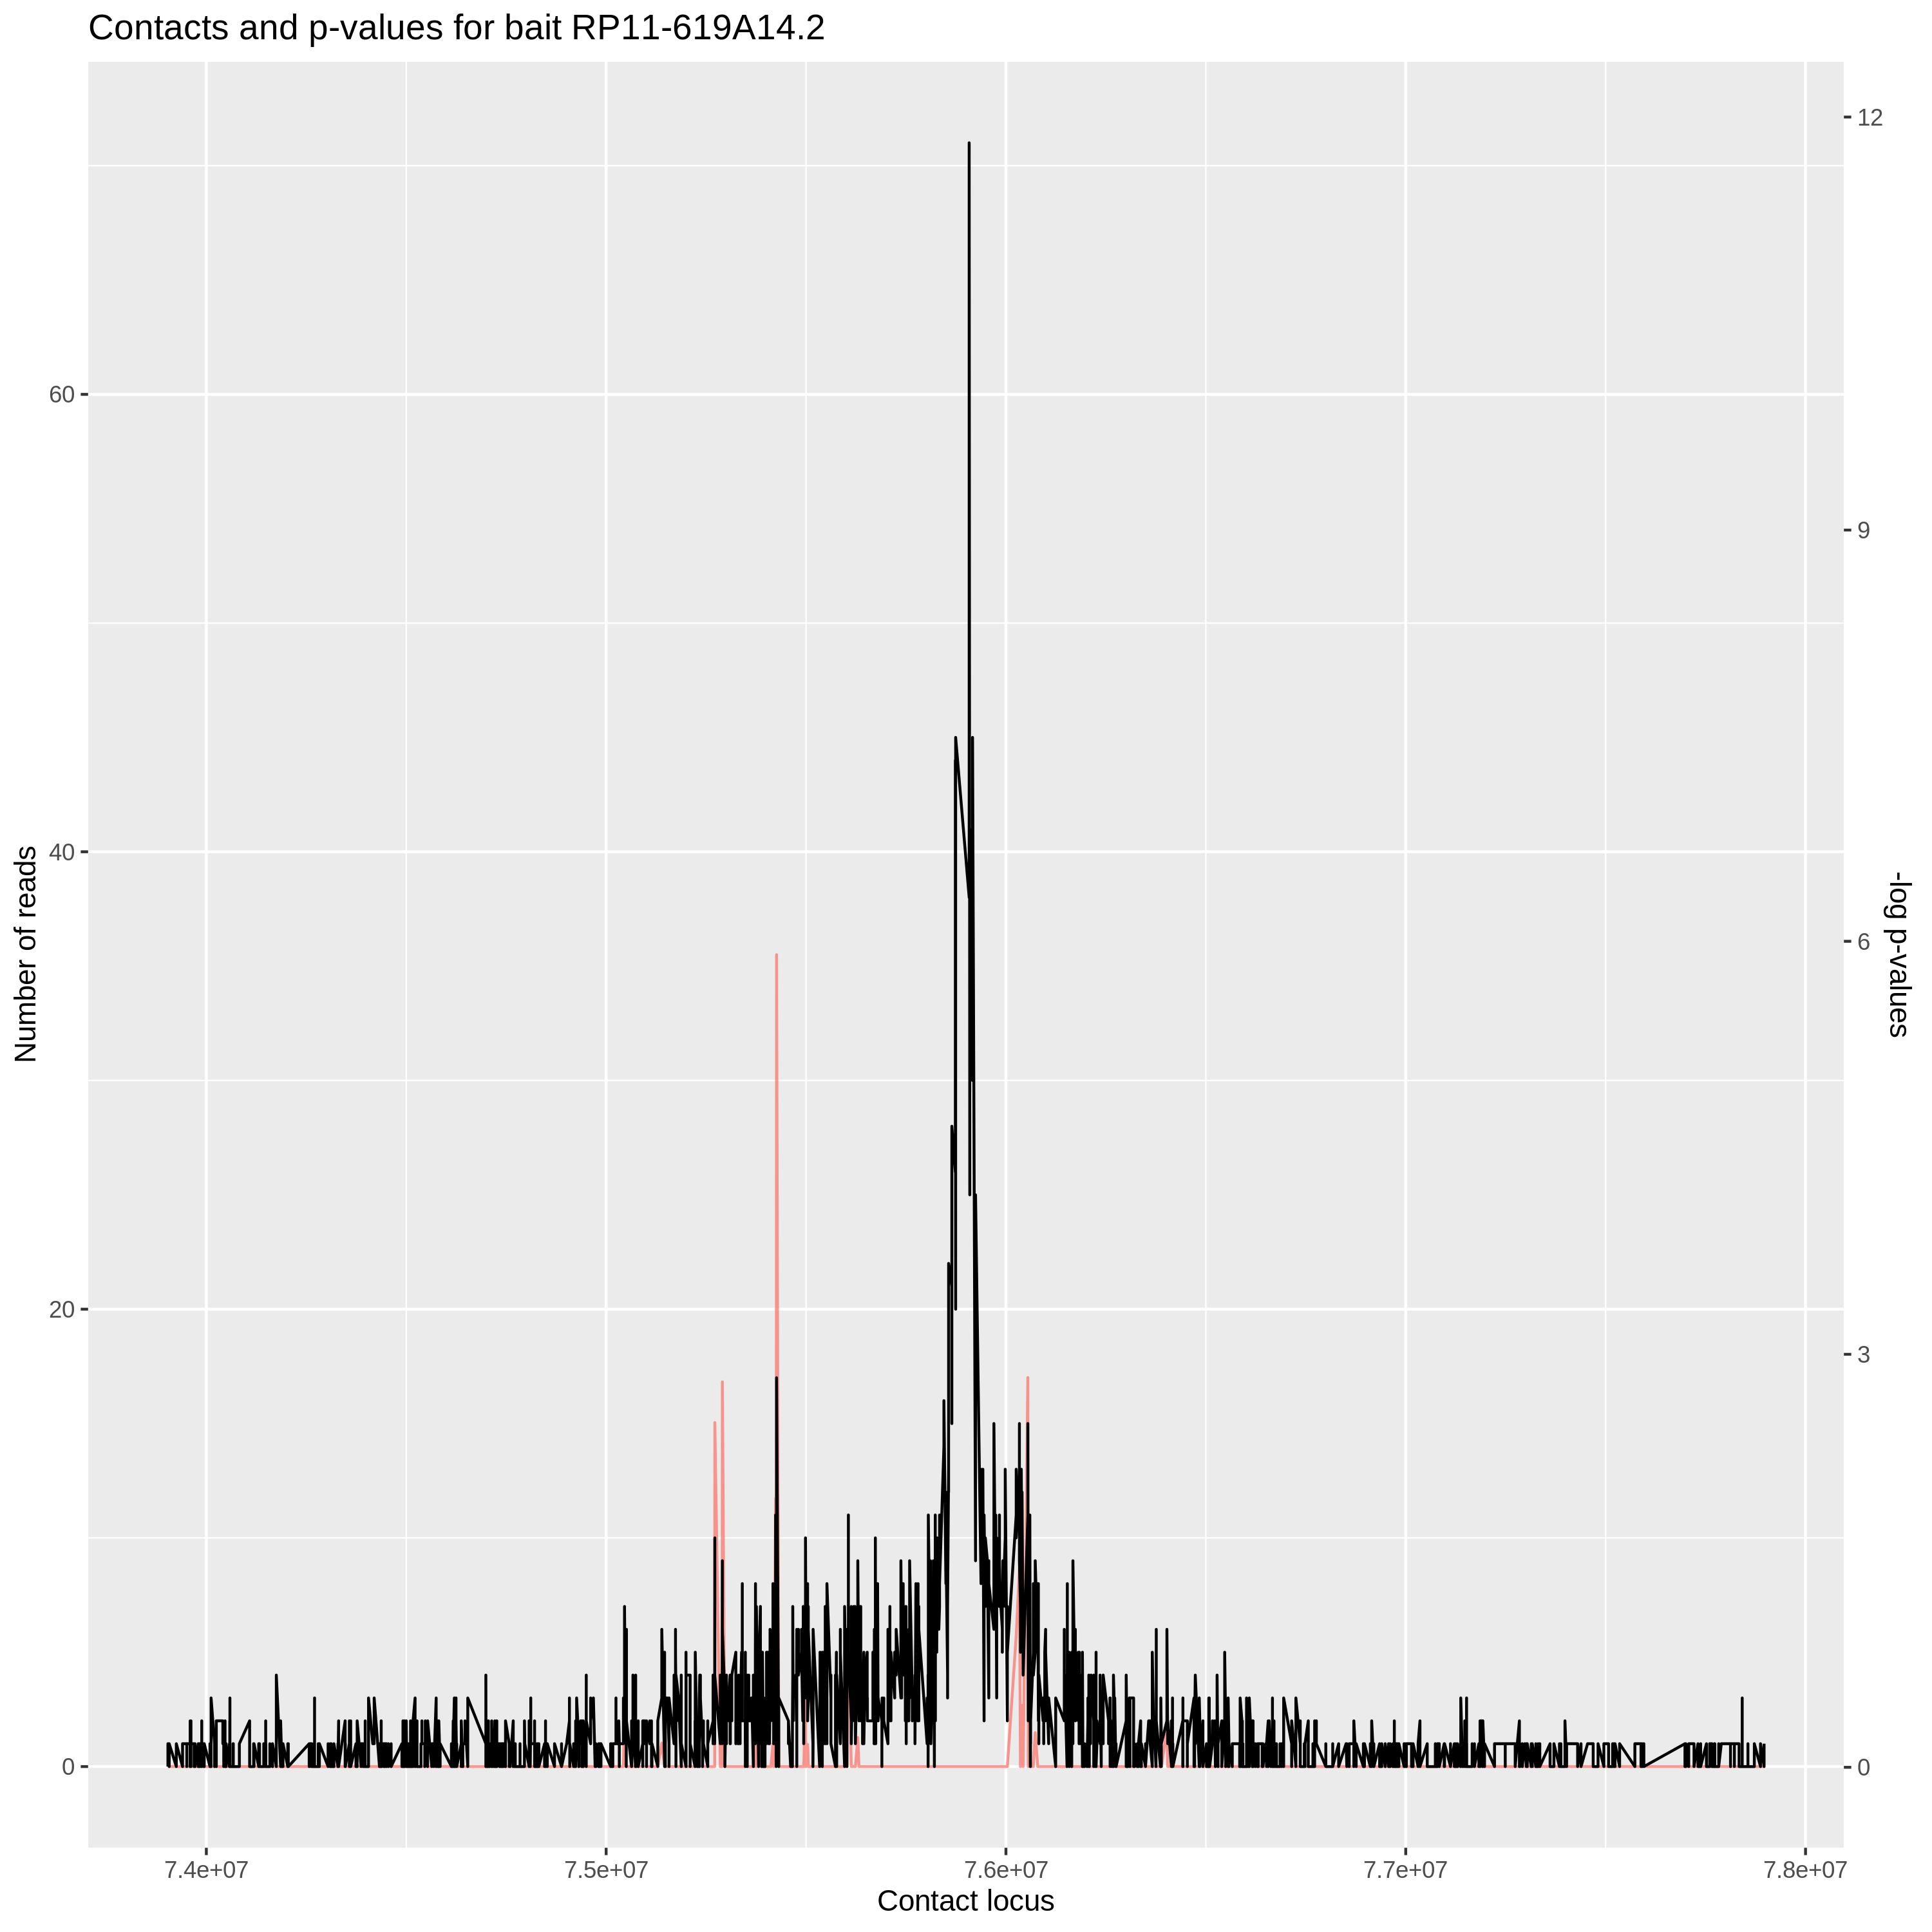 Contacts and p-values for bait RP11-619A14.2
12
9
60
40
Number of reads
6
-log p-values
20
3
0
0
7.4e+07
7.5e+07
7.6e+07
7.7e+07
7.8e+07
Contact locus